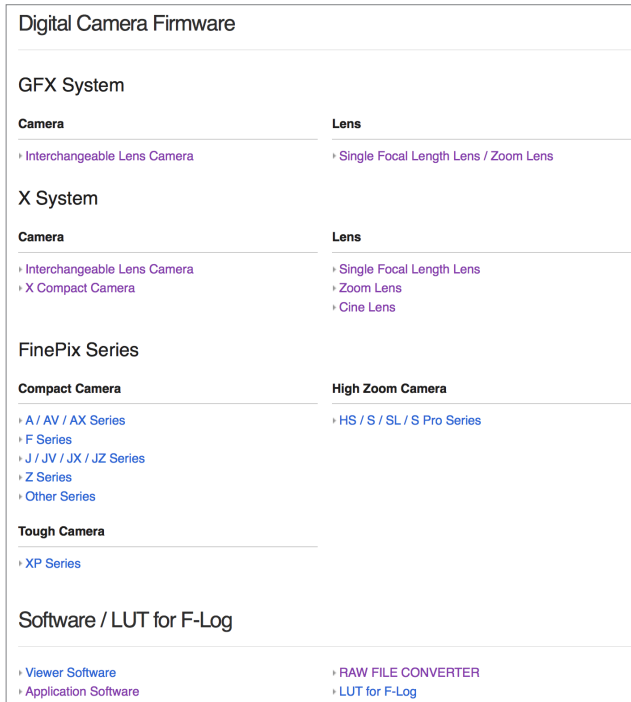 Digital Camera Firmware
GFX System
Camera
Interchangeable Lens Camera
Lens
Single Focal Length Lens / Zoom Lens
X System
Camera
Interchangeable Lens Camera
X Compact Camera
Lens
Single Focal Length Lens
Zoom Lens
Cine Lens
FinePix Series
Compact Camera
A / AV / AX Series
F Series
J / JV / JX / JZ Series
Z Series
Other Series
High Zoom Camera
HS / S / SL / S Pro Series
Tough Camera
XP Series
Software / LUT for F-Log
Viewer Software
Application Software
RAW FILE CONVERTER
LUT for F-Log